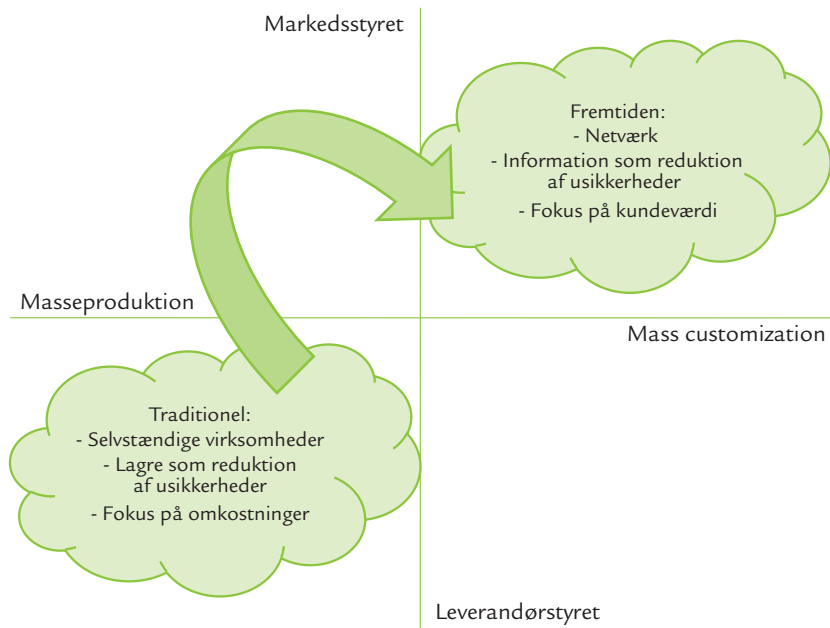 Markedsstyret
Fremtiden:
- Netværk
- Information som reduktion
af usikkerheder
- Fokus på kundeværdi
Masseproduktion
Mass customization
Traditionel:
- Selvstændige virksomheder
- Lagre som reduktion
af usikkerheder
- Fokus på omkostninger
Leverandørstyret